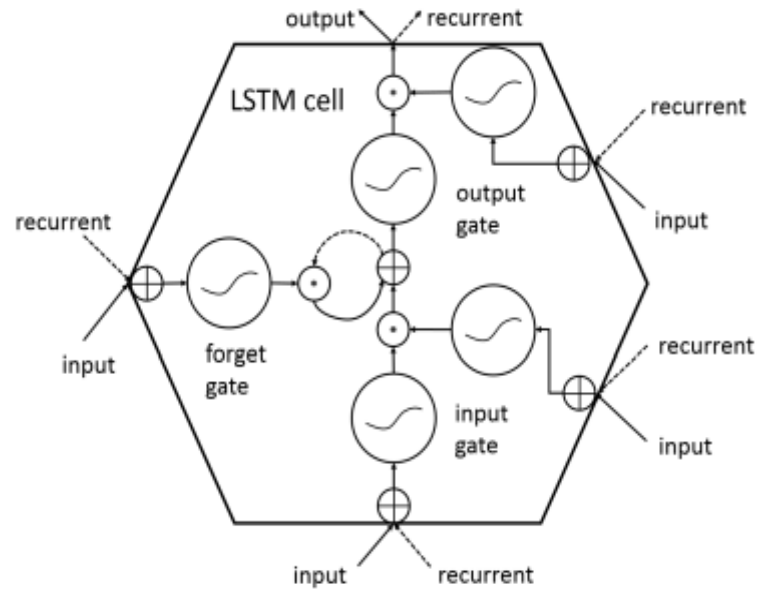 output
recurrent
LSTM cell
recurrent
output
gate
input
recurrent
forget
gate
input
recurrent
input
gate
input
input
recurrent